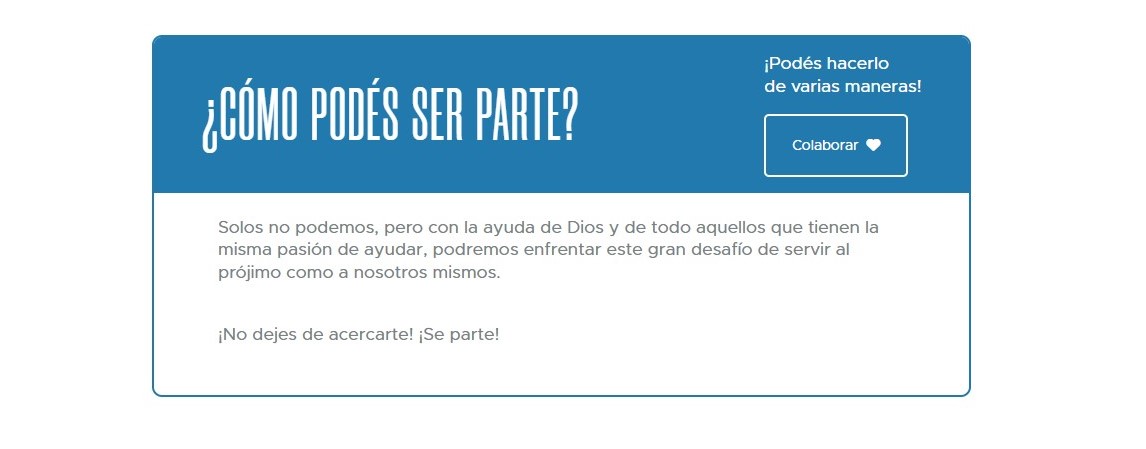 ¿CÓMO PODÉS SER PARTE?
¡Podés hacerlo
de varias maneras!
Colaborar
Solos no podemos, pero con la ayuda de Dios y de todo aquellos que tienen la
misma pasión de ayudar, podremos enfrentar este gran desafío de servir al
prójimo como a nosotros mismos.
¡No dejes de acercarte! ¡Se parte!